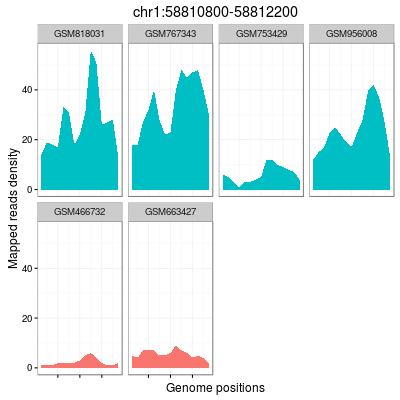 chr1:58810800-58812200
GSM818031 GSM767343 GSM753429 GSM956008
40
20
0
GSM466732 GSM663427
40
20
0
Mapped reads density
Genome positions